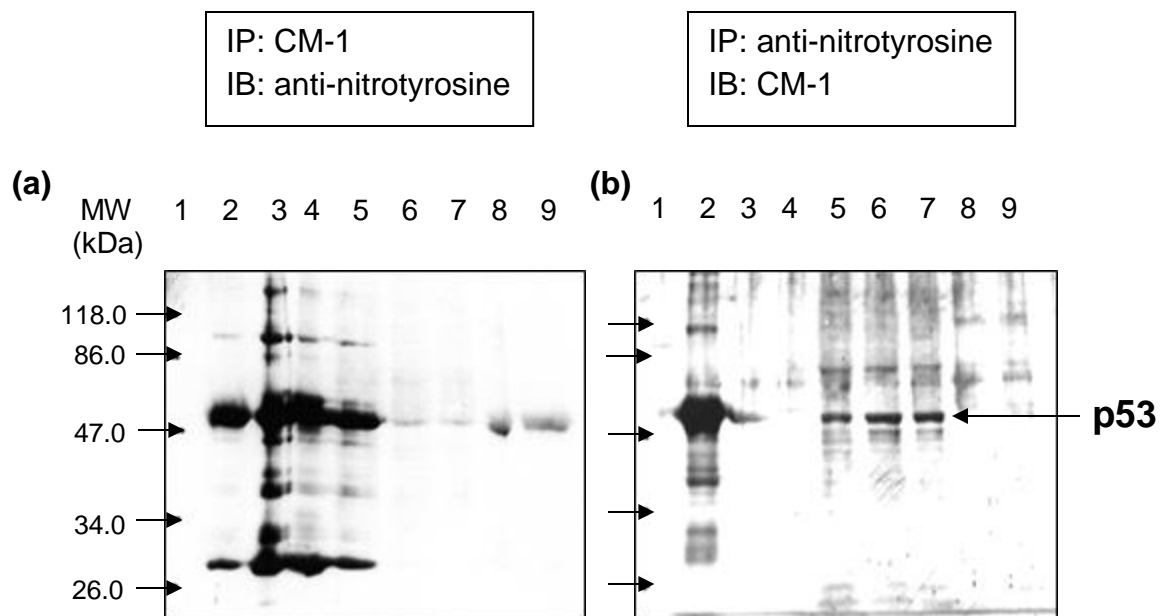 IP: CM-1
IB: anti-nitrotyrosine
IP: anti-nitrotyrosine
IB: CM-1
(a)
MW
(kDa)
1 2 3 4 5 6 7 8 9
118.0
86.0
47.0
34.0
26.0
(b)
1 2 3 4 5 6 7 8 9
p53